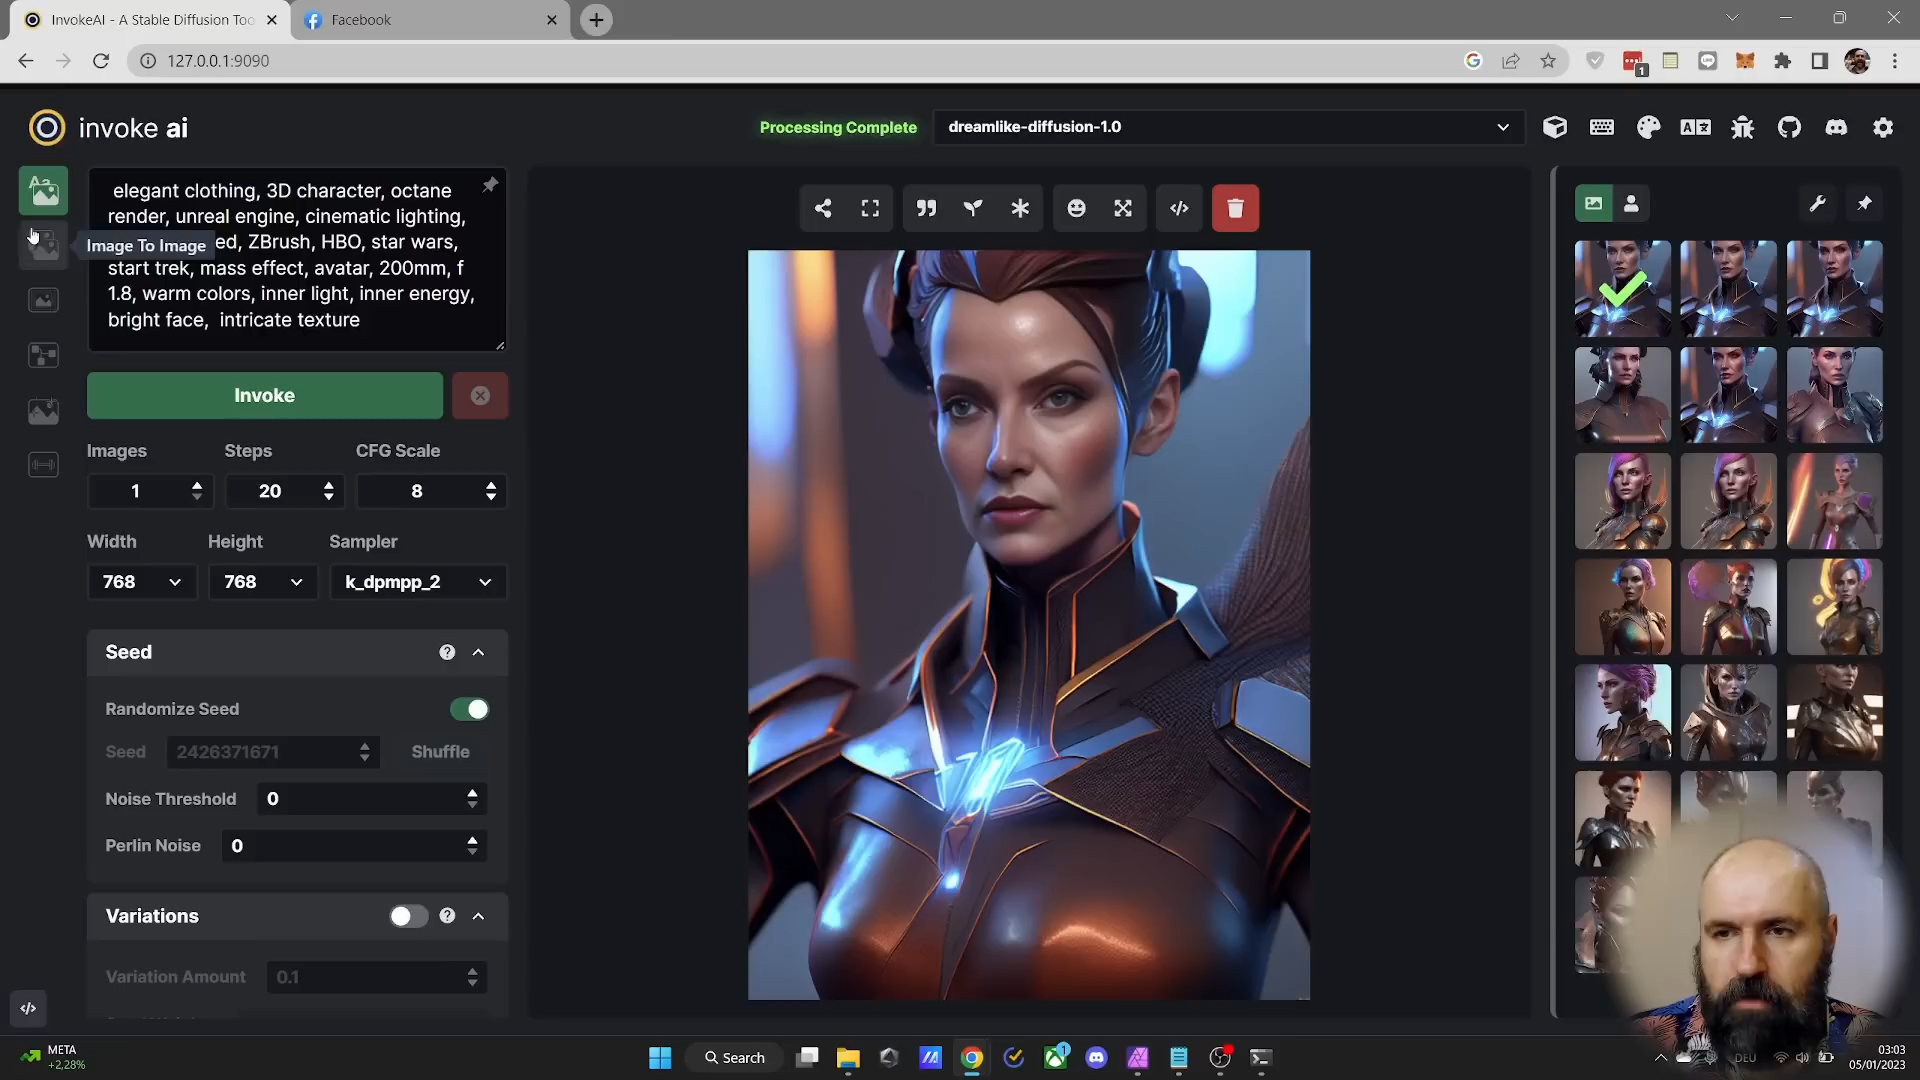 InvokeAI - A Stable Diffusion Too
Facebook
127.0.0.1:9090
1
invoke ai
Processing Complete
dreamlike-diffusion-1.0
elegant clothing, 3D character, octane
render, unreal engine, cinematic lighting,
ed, ZBrush, HBO, star wars,
Image To Image
start trek, mass effect, avatar, 200mm, f
1.8, warm colors, inner light, inner energy,
bright face, intricate texture
Invoke
Images
Steps
CFG Scale
1
20
8
Width
Height
Sampler
768
768
k_dpmpp_2
Seed
Randomize Seed
Seed
2426371671
Shuffle
Noise Threshold
0
Perlin Noise
0
Variations
Variation Amount
0.1
META
+2,28%
Search
1
DEU
03:03
05/01/2023